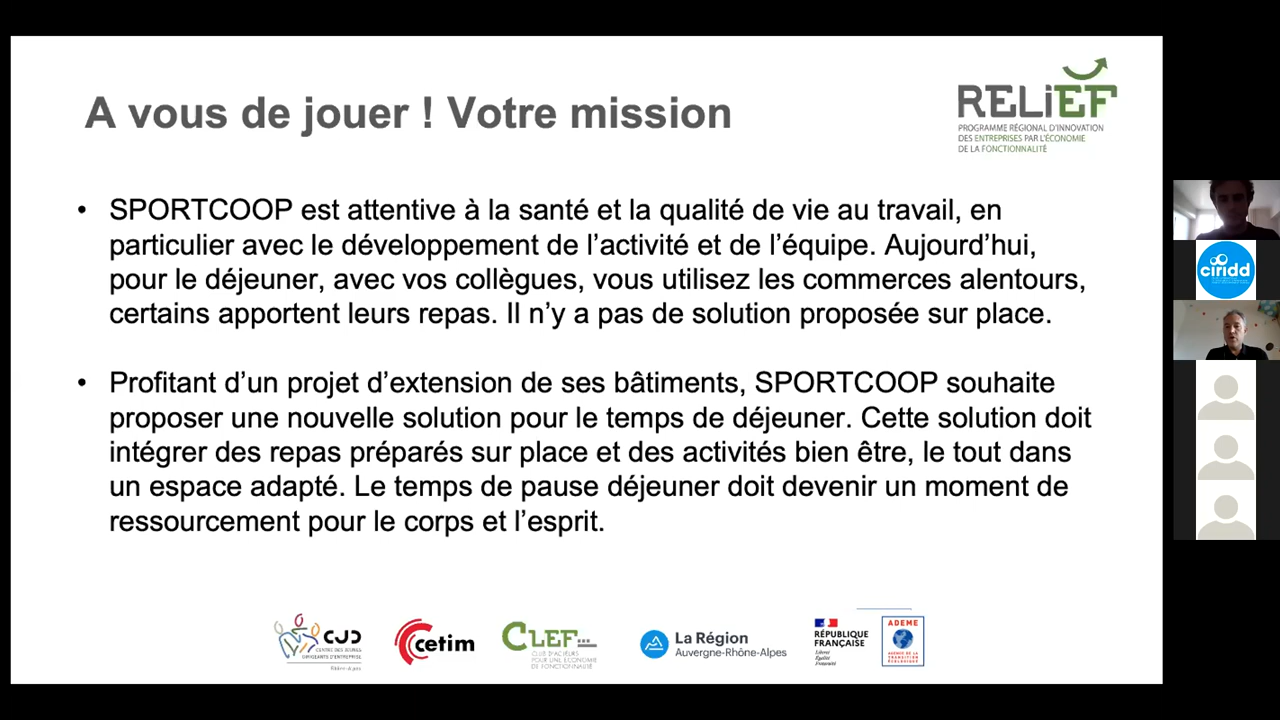 A vous de jouer ! Votre mission
RELiEF
PROGRAMME RÉGIONAL D'INNOVATION
DES ENTREPRISES PAR L'ÉCONOMIE
DE LA FONCTIONNALITÉ
• SPORTCOOP est attentive à la santé et la qualité de vie au travail, en
particulier avec le développement de l'activité et de l'équipe. Aujourd'hui,
pour le déjeuner, avec vos collègues, vous utilisez les commerces alentours,
certains apportent leurs repas. Il n'y a pas de solution proposée sur place.
• Profitant d'un projet d'extension de ses bâtiments, SPORTCOOP souhaite
proposer une nouvelle solution pour le temps de déjeuner. Cette solution doit
intégrer des repas préparés sur place et des activités bien être, le tout dans
un espace adapté. Le temps de pause déjeuner doit devenir un moment de
ressourcement pour le corps et l'esprit.
ciridd
CJD
CENTRE DES JEUNES
DIRIGEANTS D'ENTREPRISE
Rhône-Alpes
cetim
CLEF...
CLUB D'ACTEURS
POUR UNE ÉCONOMIE
DE FONCTIONNALITÉ
La Région
Auvergne-Rhône-Alpes
RÉPUBLIQUE
FRANÇAISE
Liberté
Égalité
Fraternité
ADEME
AGENCE DE LA
TRANSITION
ÉCOLOGIQUE